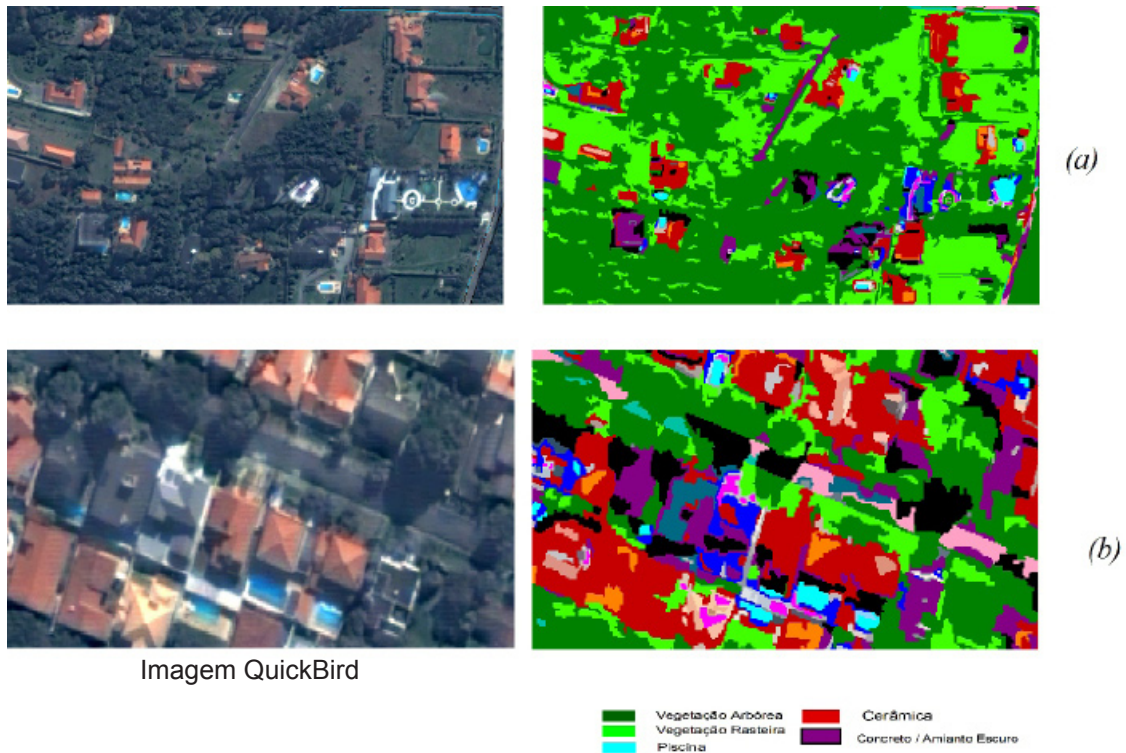 (a)
(b)
Imagem QuickBird
Vegetação Arbórea
Cerâmica
Vegetação Rasteira
Concreto / Amianto Escuro
Piscina